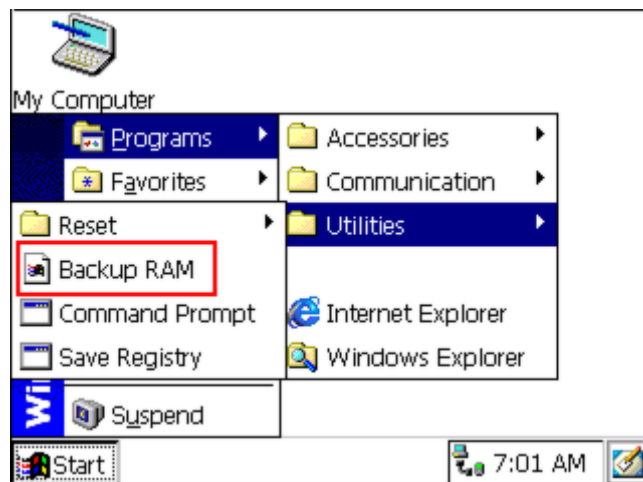 My Computer
Programs
Favorites
Accessories
Communication
Utilities
Internet Explorer
Windows Explorer
Reset
Backup RAM
Command Prompt
Save Registry
Wi
Suspend
Start
7:01 AM